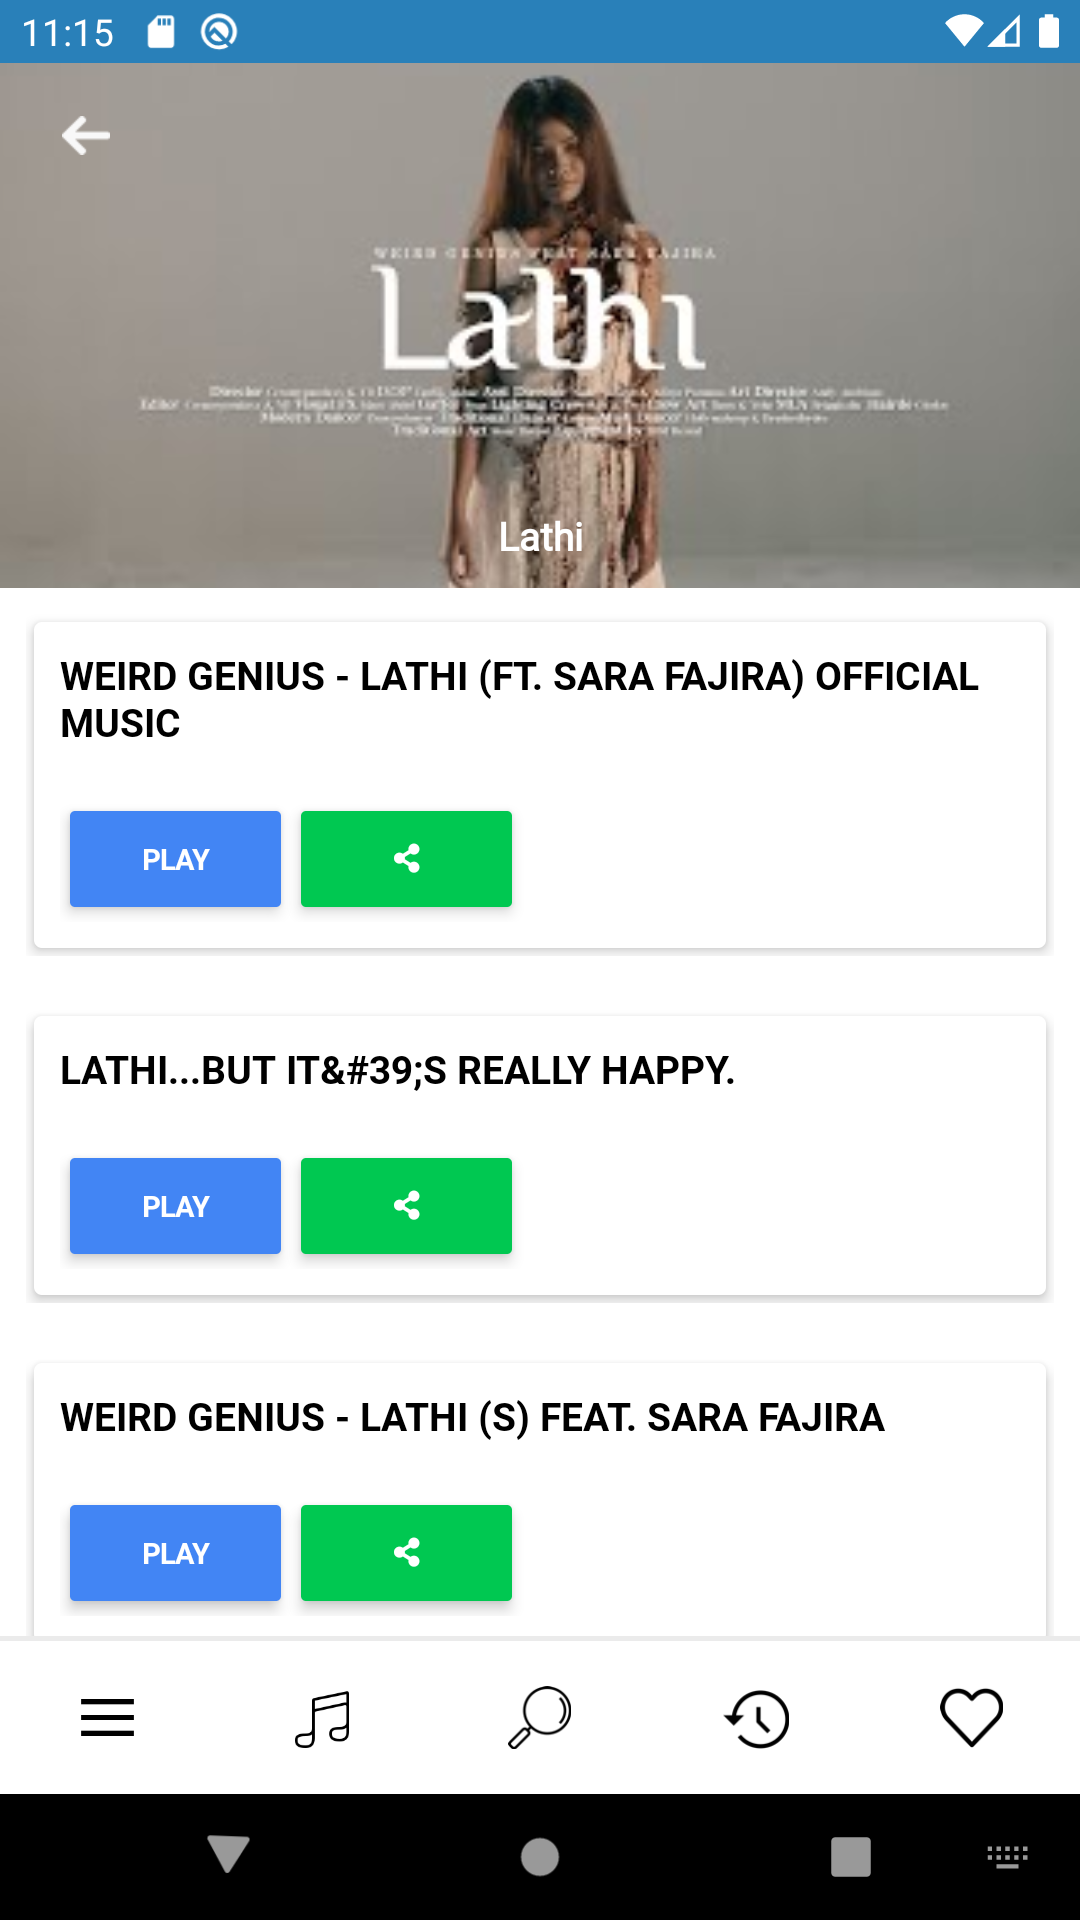 11:15
WEIRD GENIUS FEAT SARA FAJIRA
Lathi
Lathi
WEIRD GENIUS - LATHI (FT. SARA FAJIRA) OFFICIAL
MUSIC
PLAY
LATHI...BUT IT&#39;S REALLY HAPPY.
PLAY
WEIRD GENIUS - LATHI (S) FEAT. SARA FAJIRA
PLAY